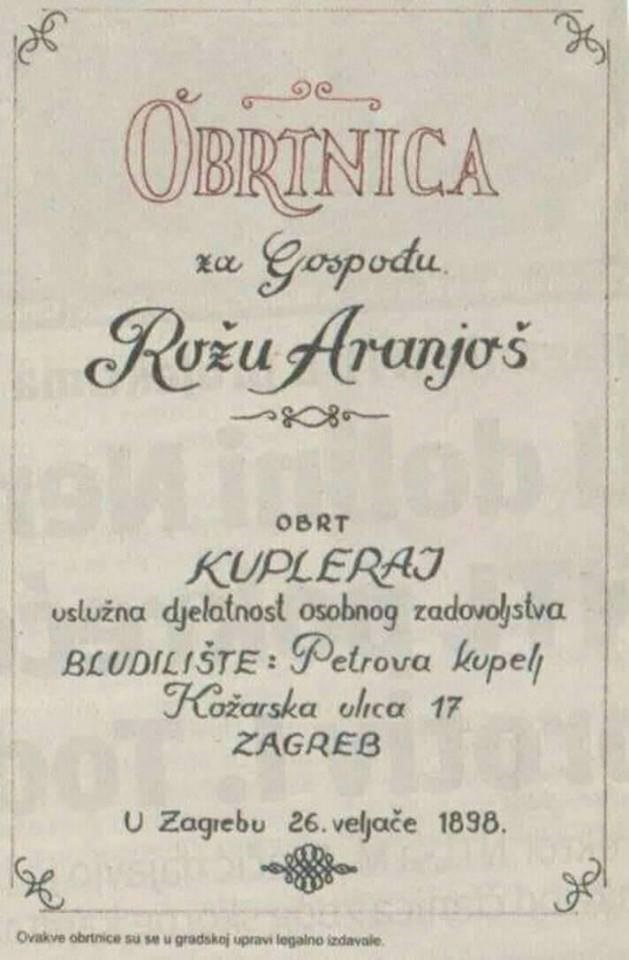 OBRTNICA
za Gospođu.
Rožu Aranjoš
OBRT
KUPLERAJ
uslužna djelatnost osobnog zadovoljstva
BLUDILIŠTE: Petrova kupelj
Kožarska ulica 17
ZAGREB
U Zagrebu 26. veljače 1898.
Ovakve obrtnice su se u gradskoj upravi legalno izdavale.